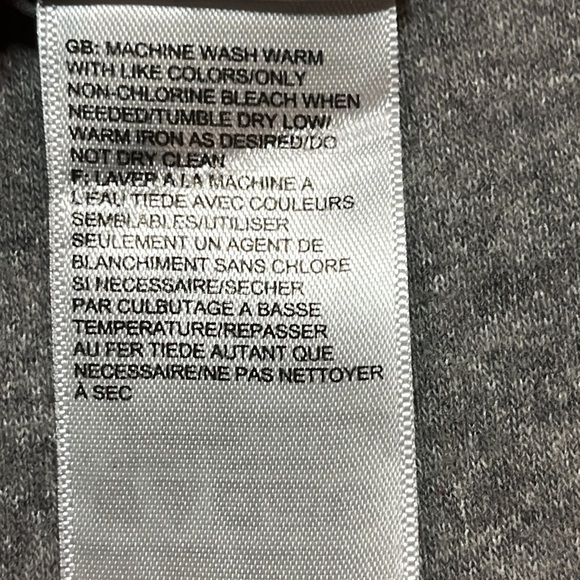 GB: MACHINE WASH WARM
WITH LIKE COLORS/ONLY
NON-CHLORINE BLEACH WHEN
NEEDED/TUMBLE DRY LOW/
WARM IRON AS DESIRED/DO
NOT DRY CLEAN
F: LAVER A LA MACHINE A
L'EAU TIEDE AVEC COULEURS
SEMBLABLES/UTILISER
SEULEMENT UN AGENT DE
BLANCHIMENT SANS CHLORE
SI NECESSAIRE/SECHER
PAR CULBUTAGE A BASSE
TEMPERATURE/REPASSER
AU FER TIEDE AUTANT QUE
NECESSAIRE/NE PAS NETTOYER
À SEC